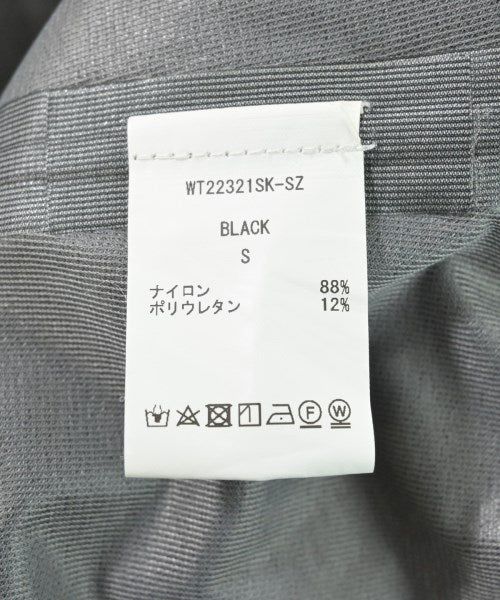 WT22321SK-SZ
BLACK
S
ナイロン 88%
ポリウレタン 12%
F W